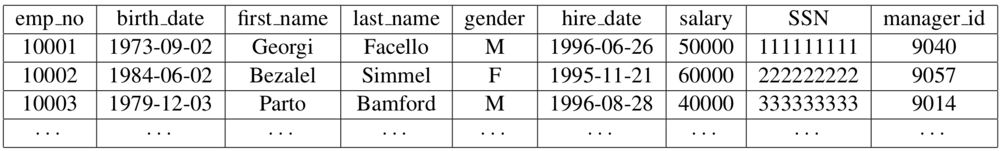 emp_no birth_date first_name last_name gender hire_date salary SSN manager_id
10001 1973-09-02 Georgi Facello M 1996-06-26 50000 111111111 9040
10002 1984-06-02 Bezalel Simmel F 1995-11-21 60000 222222222 9057
10003 1979-12-03 Parto Bamford M 1996-08-28 40000 333333333 9014
... ... ... ... ... ... ... ... ...